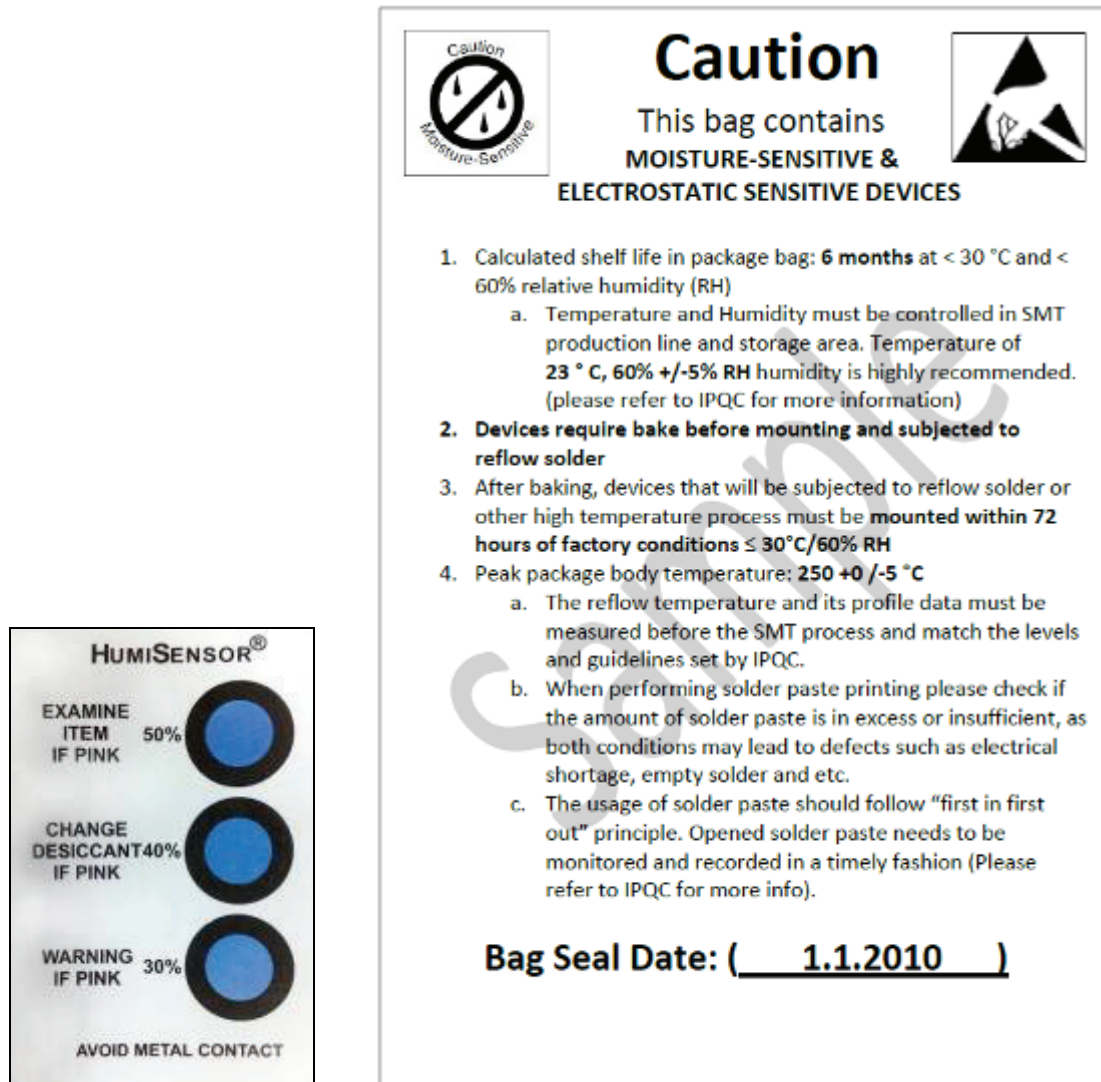 Caution
Moisture-Sensitive
Caution
This bag contains
MOISTURE-SENSITIVE &
ELECTROSTATIC SENSITIVE DEVICES
1. Calculated shelf life in package bag: 6 months at < 30 °C and <
60% relative humidity (RH)
a. Temperature and Humidity must be controlled in SMT
production line and storage area. Temperature of
23 ° C, 60% +/-5% RH humidity is highly recommended.
(please refer to IPQC for more information)
2. Devices require bake before mounting and subjected to
reflow solder
3. After baking, devices that will be subjected to reflow solder or
other high temperature process must be mounted within 72
hours of factory conditions ≤ 30°C/60% RH
4. Peak package body temperature: 250 +0 /-5 °C
a. The reflow temperature and its profile data must be
measured before the SMT process and match the levels
and guidelines set by IPQC.
b. When performing solder paste printing please check if
the amount of solder paste is in excess or insufficient, as
both conditions may lead to defects such as electrical
shortage, empty solder and etc.
c. The usage of solder paste should follow “first in first
out” principle. Opened solder paste needs to be
monitored and recorded in a timely fashion (Please
refer to IPQC for more info).
Bag Seal Date: ( 1.1.2010 )
Sample
HUMISENSOR®
EXAMINE
ITEM 50%
IF PINK
CHANGE
DESICCANT 40%
IF PINK
WARNING 30%
IF PINK
AVOID METAL CONTACT